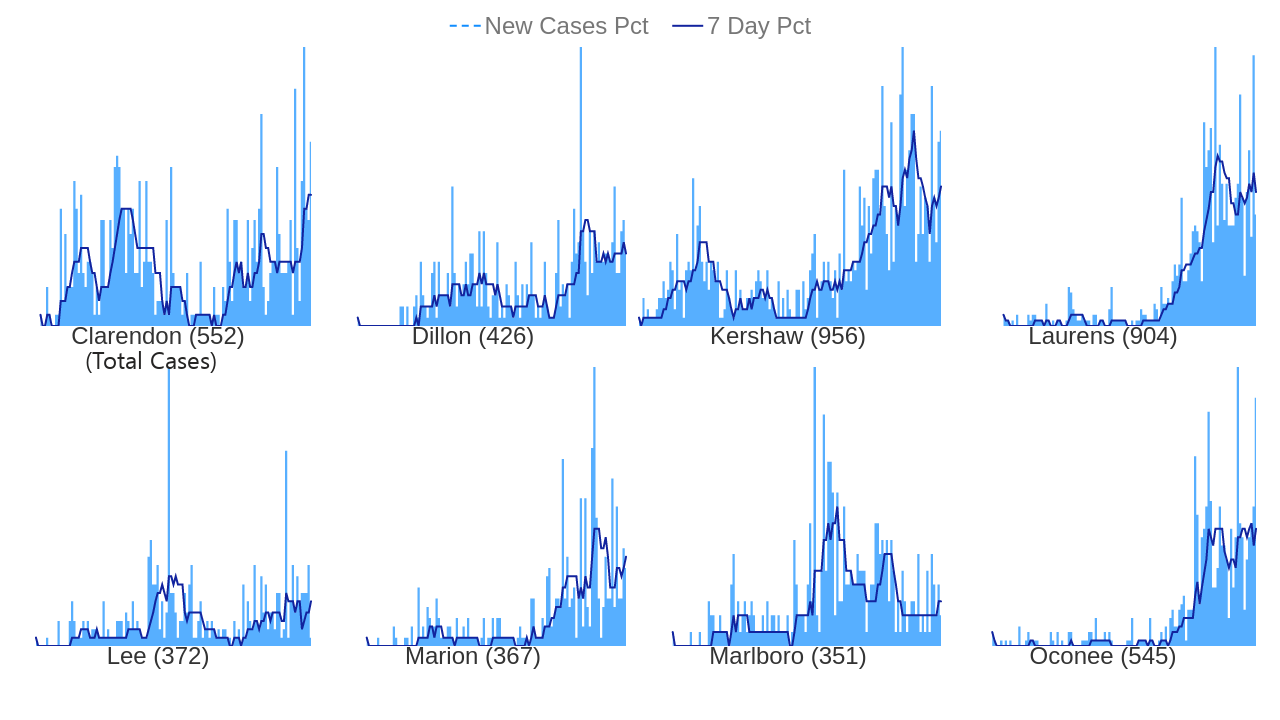 New Cases Pct 7 Day Pct
Clarendon (552) Dillon (426) Kershaw (956) Laurens (904)
(Total Cases)
Lee (372) Marion (367) Marlboro (351) Oconee (545)